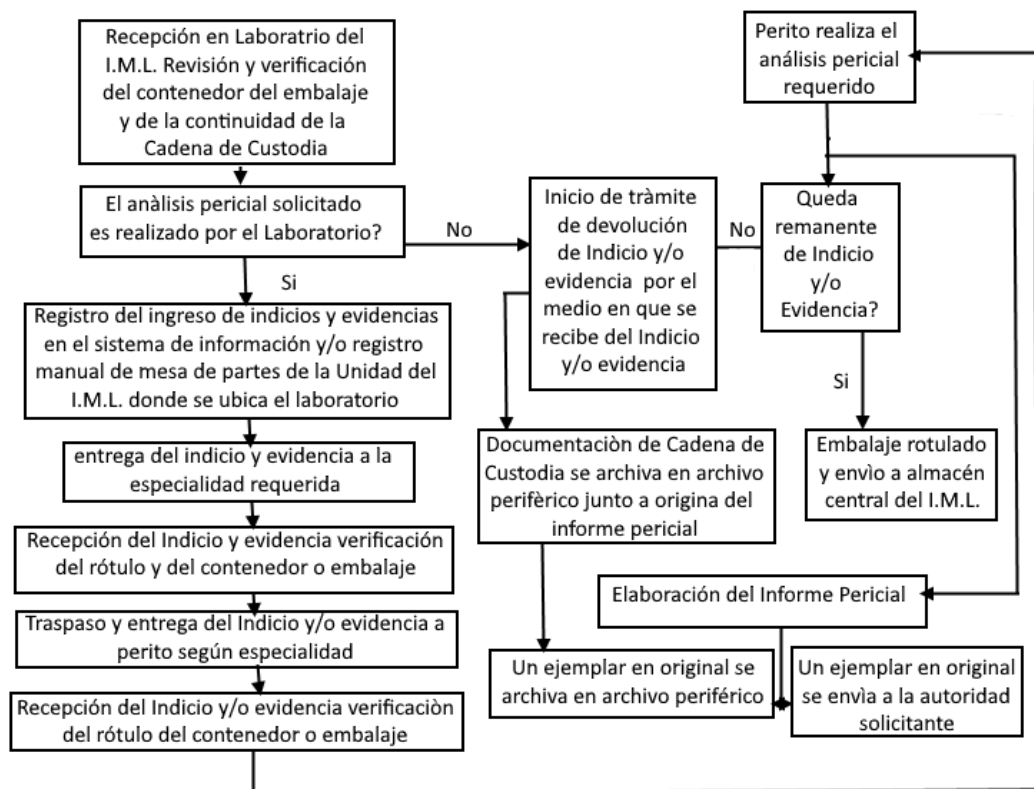 Recepción en Laboratrio del
I.M.L. Revisión y verificación
del contenedor del embalaje
y de la continuidad de la
Cadena de Custodia
El anàlisis pericial solicitado
es realizado por el Laboratorio?
No
Si
Registro del ingreso de indicios y evidencias
en el sistema de información y/o registro
manual de mesa de partes de la Unidad del
I.M.L. donde se ubica el laboratorio
entrega del indicio y evidencia a la
especialidad requerida
Recepción del Indicio y evidencia verificación
del rótulo y del contenedor o embalaje
Traspaso y entrega del Indicio y/o evidencia a
perito según especialidad
Recepción del Indicio y/o evidencia verificaciòn
del rótulo del contenedor o embalaje
Perito realiza el
análisis pericial
requerido
Queda
remanente
de Indicio
y/o
Evidencia?
No
Si
Inicio de tràmite
de devolución
de Indicio y/o
evidencia por el
medio en que se
recibe del Indicio
y/o evidencia
Documentaciòn de Cadena de
Custodia se archiva en archivo
perifèrico junto a origina del
informe pericial
Embalaje rotulado
y envìo a almacén
central del I.M.L.
Elaboración del Informe Pericial
Un ejemplar en original se
archiva en archivo periférico
Un ejemplar en original
se envìa a la autoridad
solicitante